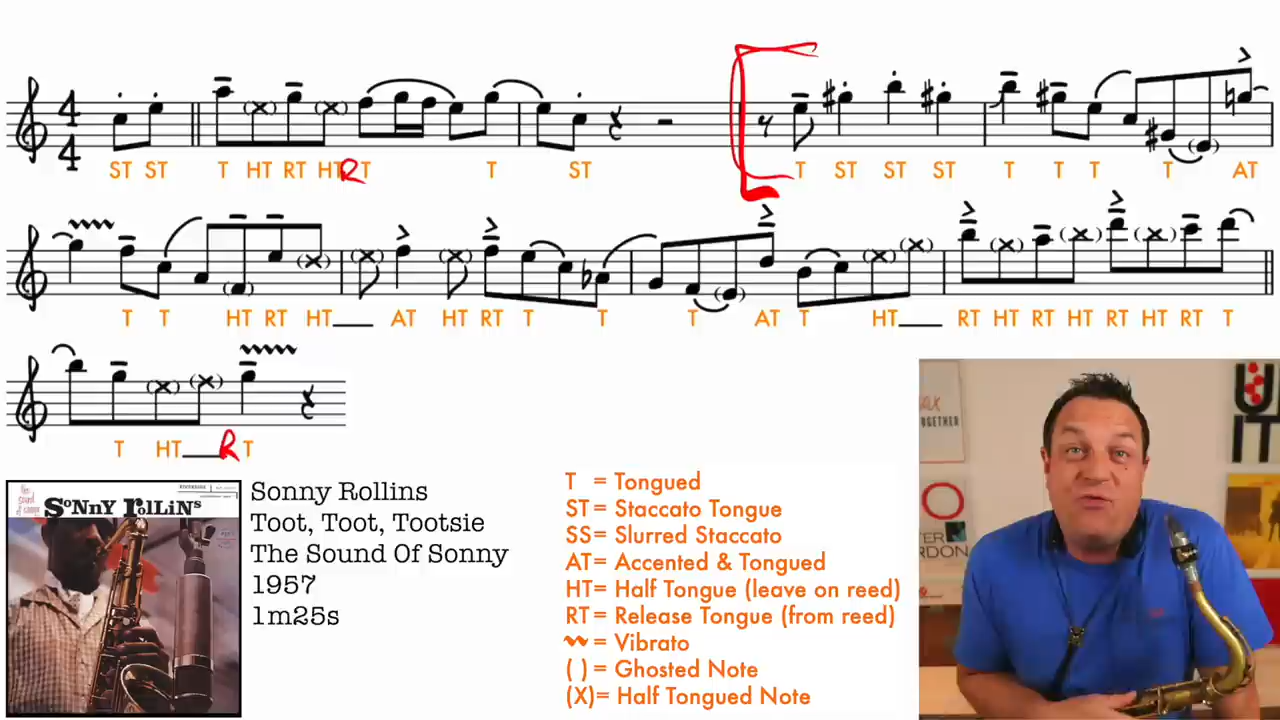 4
4
ST ST T HT RT HT R T T ST T ST ST ST T T T T AT
T T HT RT HT AT HT RT T T T AT T HT RT HT RT HT RT HT RT T
T HT R T
SONNY ROLLINS
Sonny Rollins
Toot, Toot, Tootsie
The Sound Of Sonny
1957
1m25s
T = Tongued
ST = Staccato Tongue
SS = Slurred Staccato
AT = Accented & Tongued
HT= Half Tongue (leave on reed)
RT = Release Tongue (from reed)
= Vibrato
( ) = Ghosted Note
(X)= Half Tongued Note